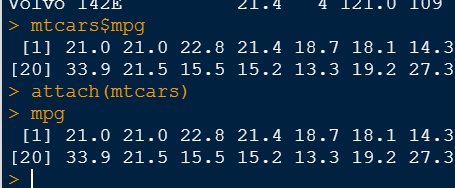 Volvo 142E 21.4 4 121.0 109
> mtcars$mpg
[1] 21.0 21.0 22.8 21.4 18.7 18.1 14.3
[20] 33.9 21.5 15.5 15.2 13.3 19.2 27.3
> attach(mtcars)
> mpg
[1] 21.0 21.0 22.8 21.4 18.7 18.1 14.3
[20] 33.9 21.5 15.5 15.2 13.3 19.2 27.3
>